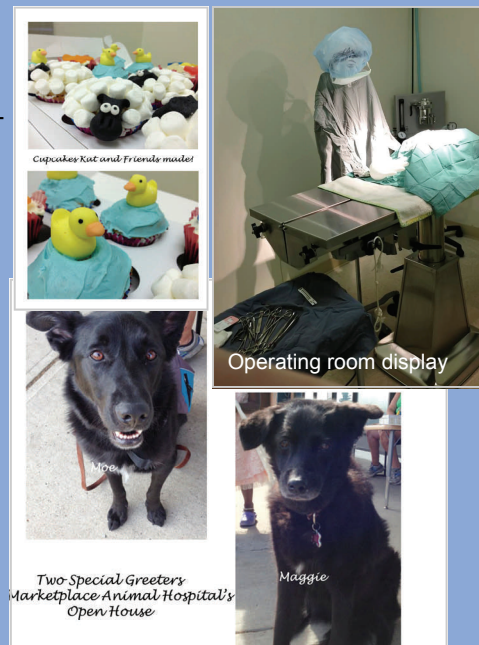 Cupcakes Kat and Friends made!
Operating room display
Moe
Maggie
Two Special Greeters
Marketplace Animal Hospital's
Open House